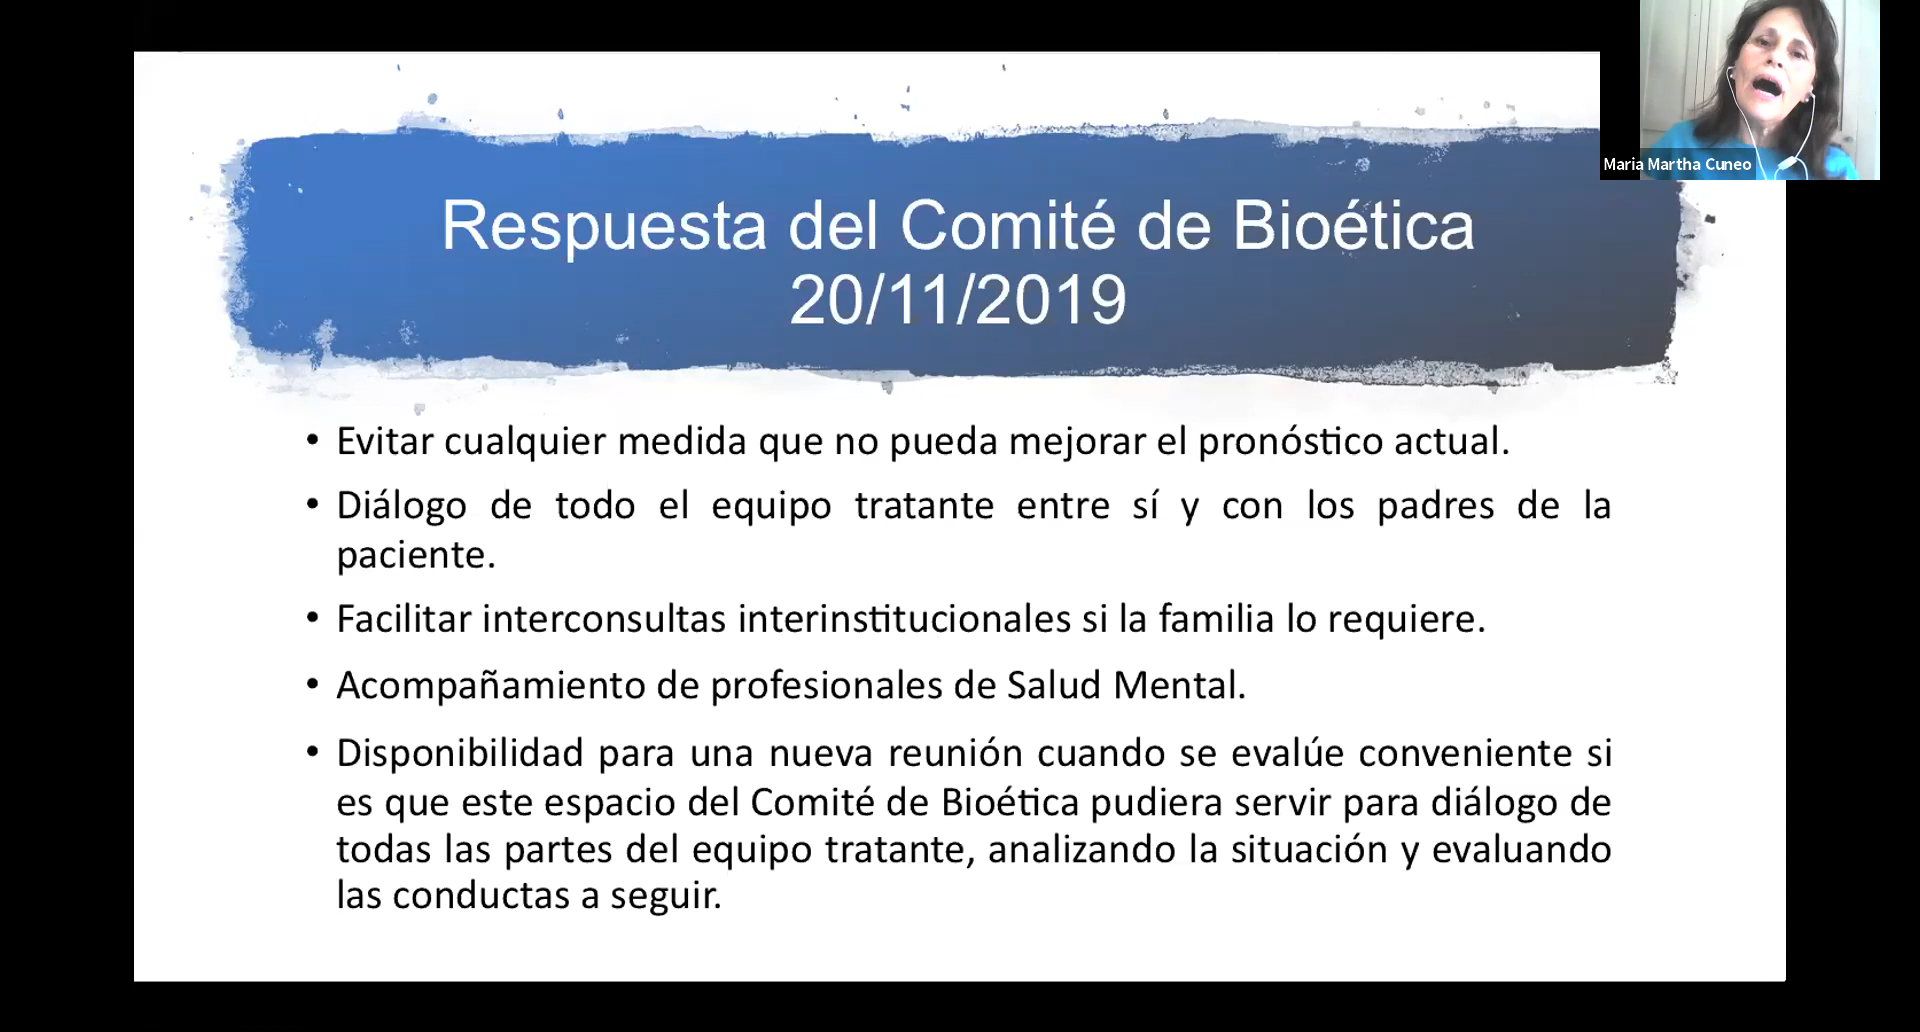 Maria Martha Cuneo
Respuesta del Comité de Bioética
20/11/2019
• Evitar cualquier medida que no pueda mejorar el pronóstico actual.
• Diálogo de todo el equipo tratante entre sí y con los padres de la
paciente.
• Facilitar interconsultas interinstitucionales si la familia lo requiere.
• Acompañamiento de profesionales de Salud Mental.
• Disponibilidad para una nueva reunión cuando se evalúe conveniente si
es que este espacio del Comité de Bioética pudiera servir para diálogo de
todas las partes del equipo tratante, analizando la situación y evaluando
las conductas a seguir.